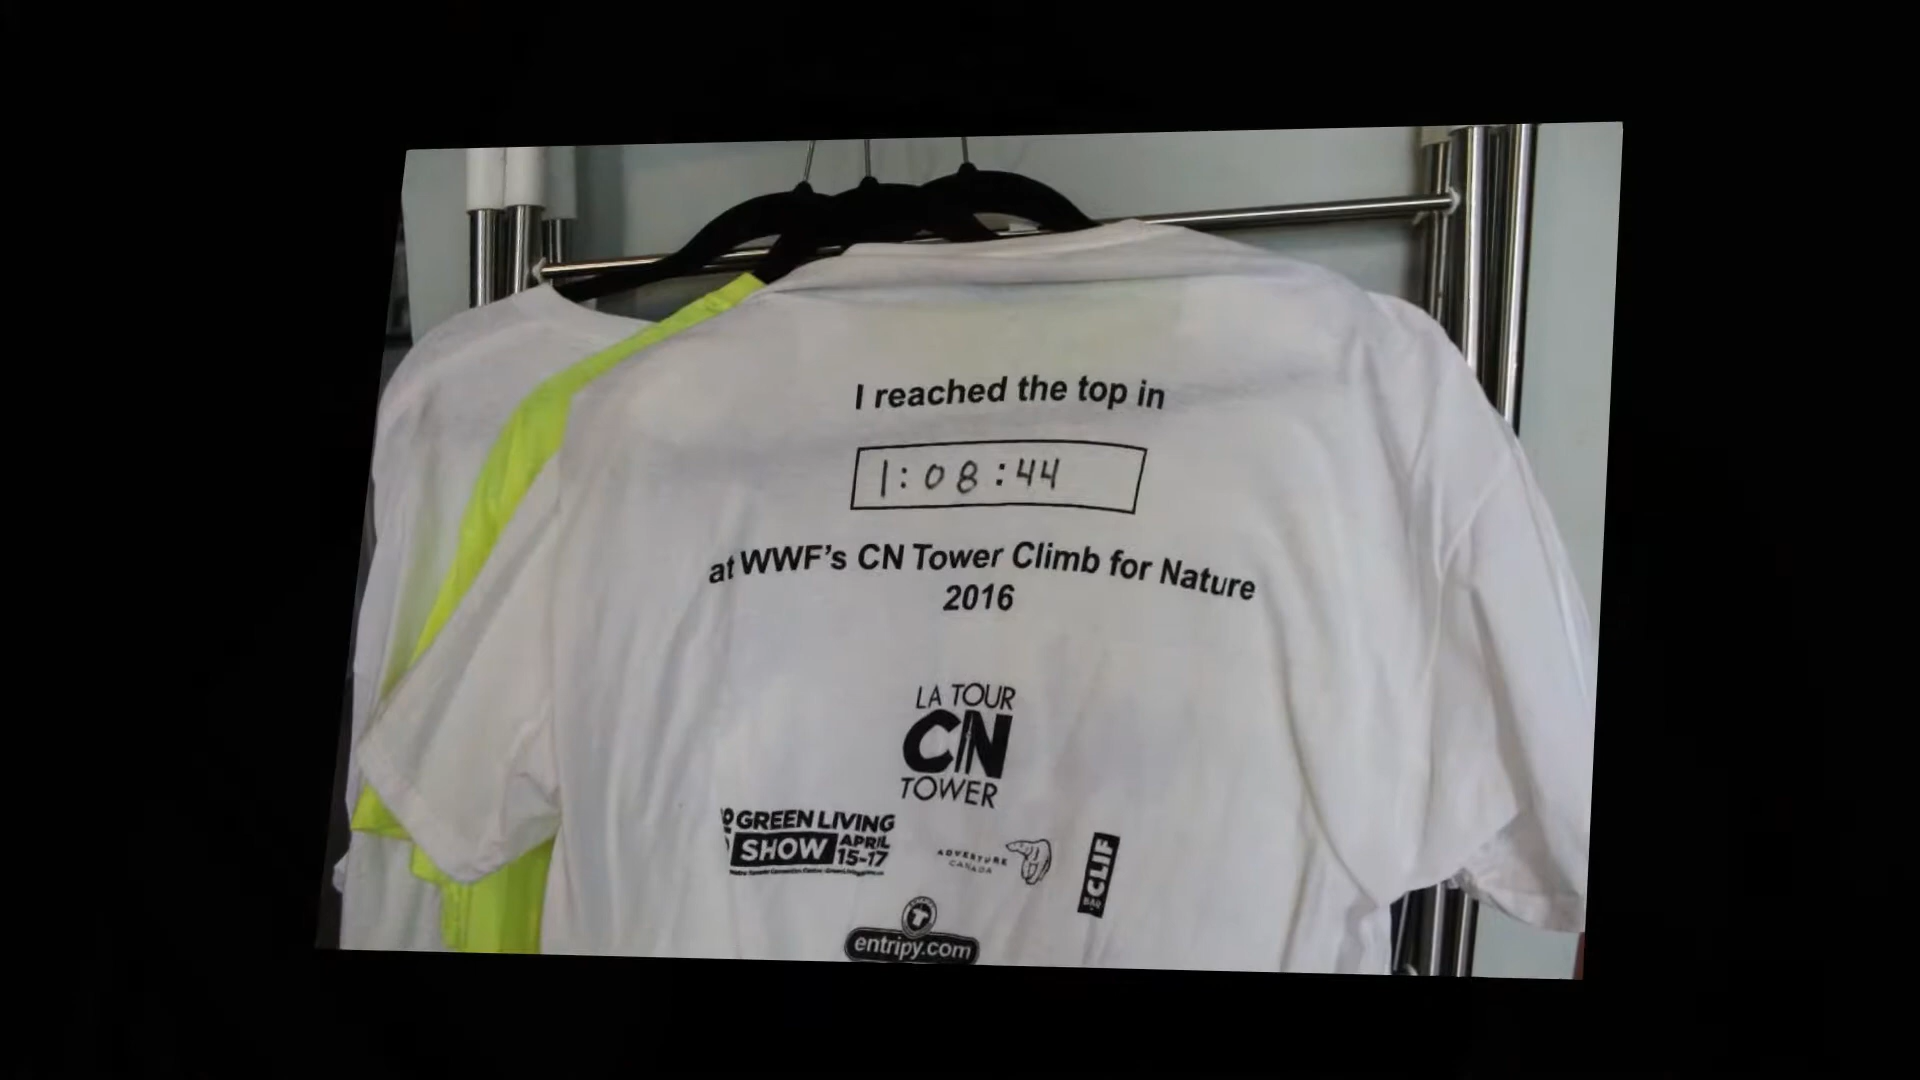 I reached the top in
1:08:44
at WWF's CN Tower Climb for Nature
2016
LA TOUR
CN
TOWER
GREEN LIVING
SHOW APRIL
15-17
ADVENTURE
CANADA
CLIF
BAR
entripy.com